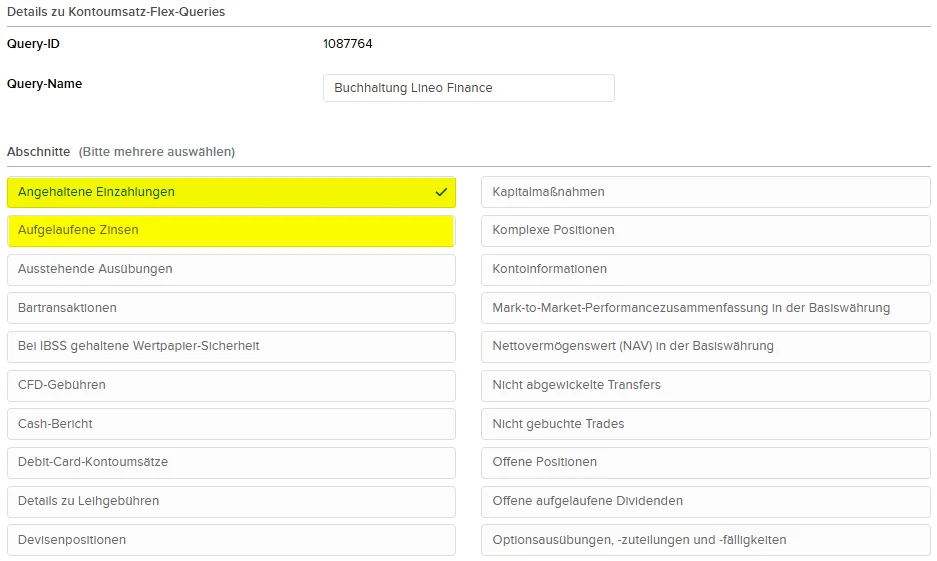 Details zu Kontoumsatz-Flex-Queries
Query-ID 1087764
Query-Name Buchhaltung Lineo Finance
Abschnitte (Bitte mehrere auswählen)
Angehaltene Einzahlungen Kapitalmaßnahmen
Aufgelaufene Zinsen Komplexe Positionen
Ausstehende Ausübungen Kontoinformationen
Bartransaktionen Mark-to-Market-Performancezusammenfassung in der Basiswährung
Bei IBSS gehaltene Wertpapier-Sicherheit Nettovermögenswert (NAV) in der Basiswährung
CFD-Gebühren Nicht abgewickelte Transfers
Cash-Bericht Nicht gebuchte Trades
Debit-Card-Kontoumsätze Offene Positionen
Details zu Leihgebühren Offene aufgelaufene Dividenden
Devisenpositionen Optionsausübungen, -zuteilungen und -fälligkeiten